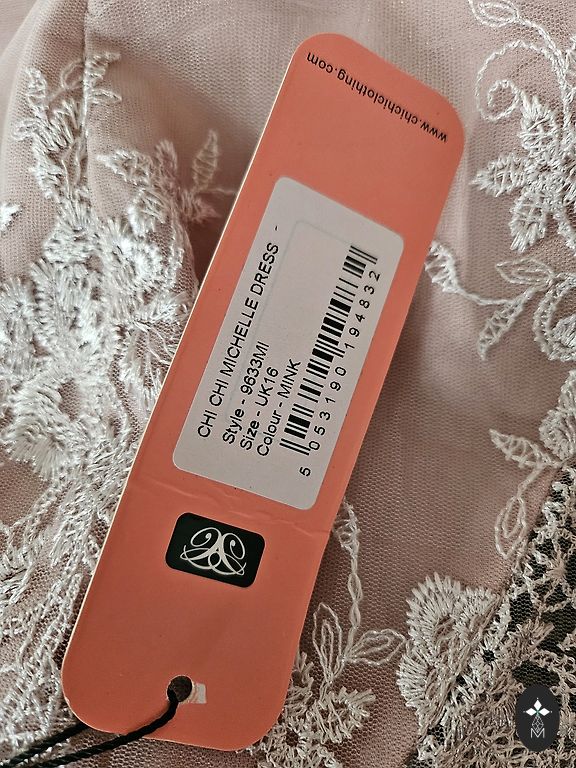 www.chichiclothing.com
CHI CHI MICHELLE DRESS -
Style - 9633MI
Size - UK16
Colour - MINK
5 053190 194832